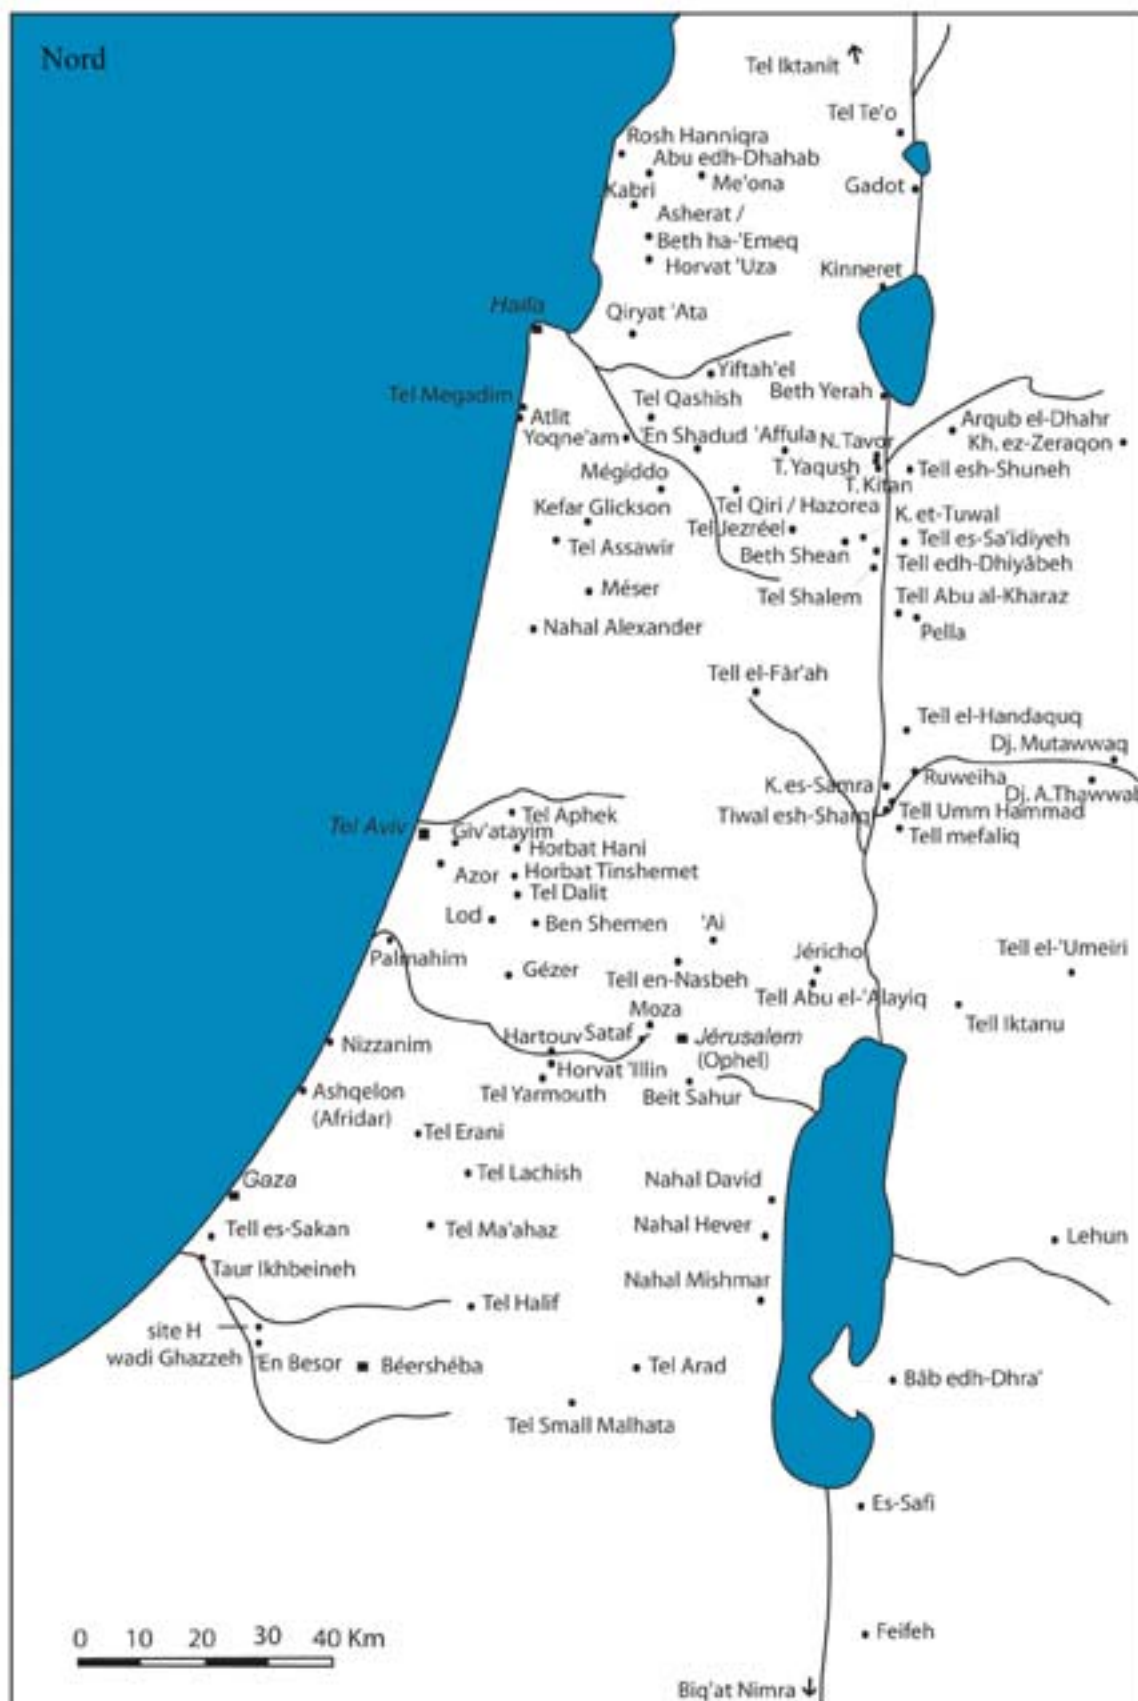 Nord
Tel Iktanit
Tel Te'o
Rosh Hanniqra
Abu edh-Dhahab
Me'ona
Gadot
Kabri
Asherat /
Beth ha-'Emeq
Horvat 'Uza
Kinneret
Haifa
Qiryat 'Ata
Yiftah'el
Beth Yerah
Tel Megadim
Tel Qashish
Atlit
Arqub el-Dhahr
Yoqne'am
'En Shadud
'Affula
N. Tavor
Kh. ez-Zeraqon
T. Yaqush
Tell esh-Shuneh
Mégiddo
T. Kitan
Tel Qiri / Hazorea
Kefar Glickson
K. et-Tuwal
Tel Jezréel
Tel Assawir
Beth Shean
Tell es-Sa'idiyeh
Tell edh-Dhiyâbeh
Méser
Tel Shalem
Tell Abu al-Kharaz
Nahal Alexander
Pella
Tell el-Fâr'ah
Tell el-Handaquq
Dj. Mutawwaq
K. es-Samra
Ruweiha
Dj. A.Thawwab
Tiwal esh-Sharq
Tell Umm Hammad
Tel Aphek
Tel Aviv
Giv'atayim
Tell mefaliq
Horbat Hani
Azor
Horbat Tinshemet
Tel Dalit
Lod
Ben Shemen
'Ai
Palmahim
Jéricho
Tell el-'Umeiri
Gézer
Tell en-Nasbeh
Tell Abu el-'Alayiq
Moza
Tell Iktanu
Nizzanim
Hartouv
Sataf
Jérusalem
(Ophel)
Horvat 'Illin
Tel Yarmouth
Beit Sahur
Ashqelon
(Afridar)
Tel Erani
Tel Lachish
Gaza
Nahal David
Tell es-Sakan
Tel Ma'ahaz
Nahal Hever
Lehun
Taur Ikhbeineh
Nahal Mishmar
Tel Halif
site H
wadi Ghazzeh
'En Besor
Béershéba
Tel Arad
Bâb edh-Dhra'
Tel Small Malhata
Es-Safi
Feifeh
0 10 20 30 40 Km
Biq'at Nimra